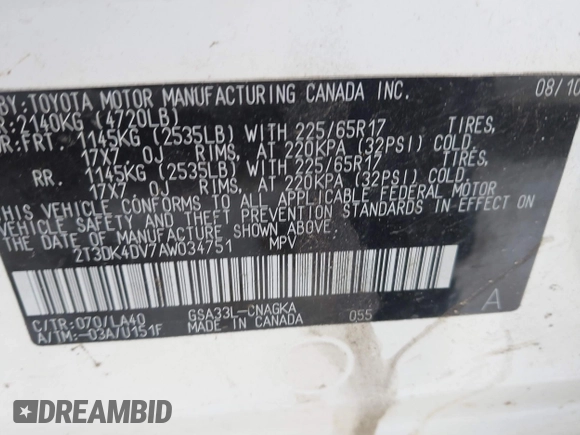 BY: TOYOTA MOTOR MANUFACTURING CANADA INC. 08/10
R: 2140KG (4720LB)
R: FRT. 1145KG (2535LB) WITH 225/65R17 TIRES,
17X7.0J RIMS, AT 220KPA (32PSI) COLD.
RR. 1145KG (2535LB) WITH 225/65R17 TIRES,
17X7.0J RIMS, AT 220KPA (32PSI) COLD.
THIS VEHICLE CONFORMS TO ALL APPLICABLE FEDERAL MOTOR
VEHICLE SAFETY AND THEFT PREVENTION STANDARDS IN EFFECT ON
THE DATE OF MANUFACTURE SHOWN ABOVE.
2T3DK4DV7AW034751 MPV
C/TR: 070/LA40 GSA33L-CNAGKA 055 A
A/TM: -03A/U151F MADE IN CANADA
DREAMBID